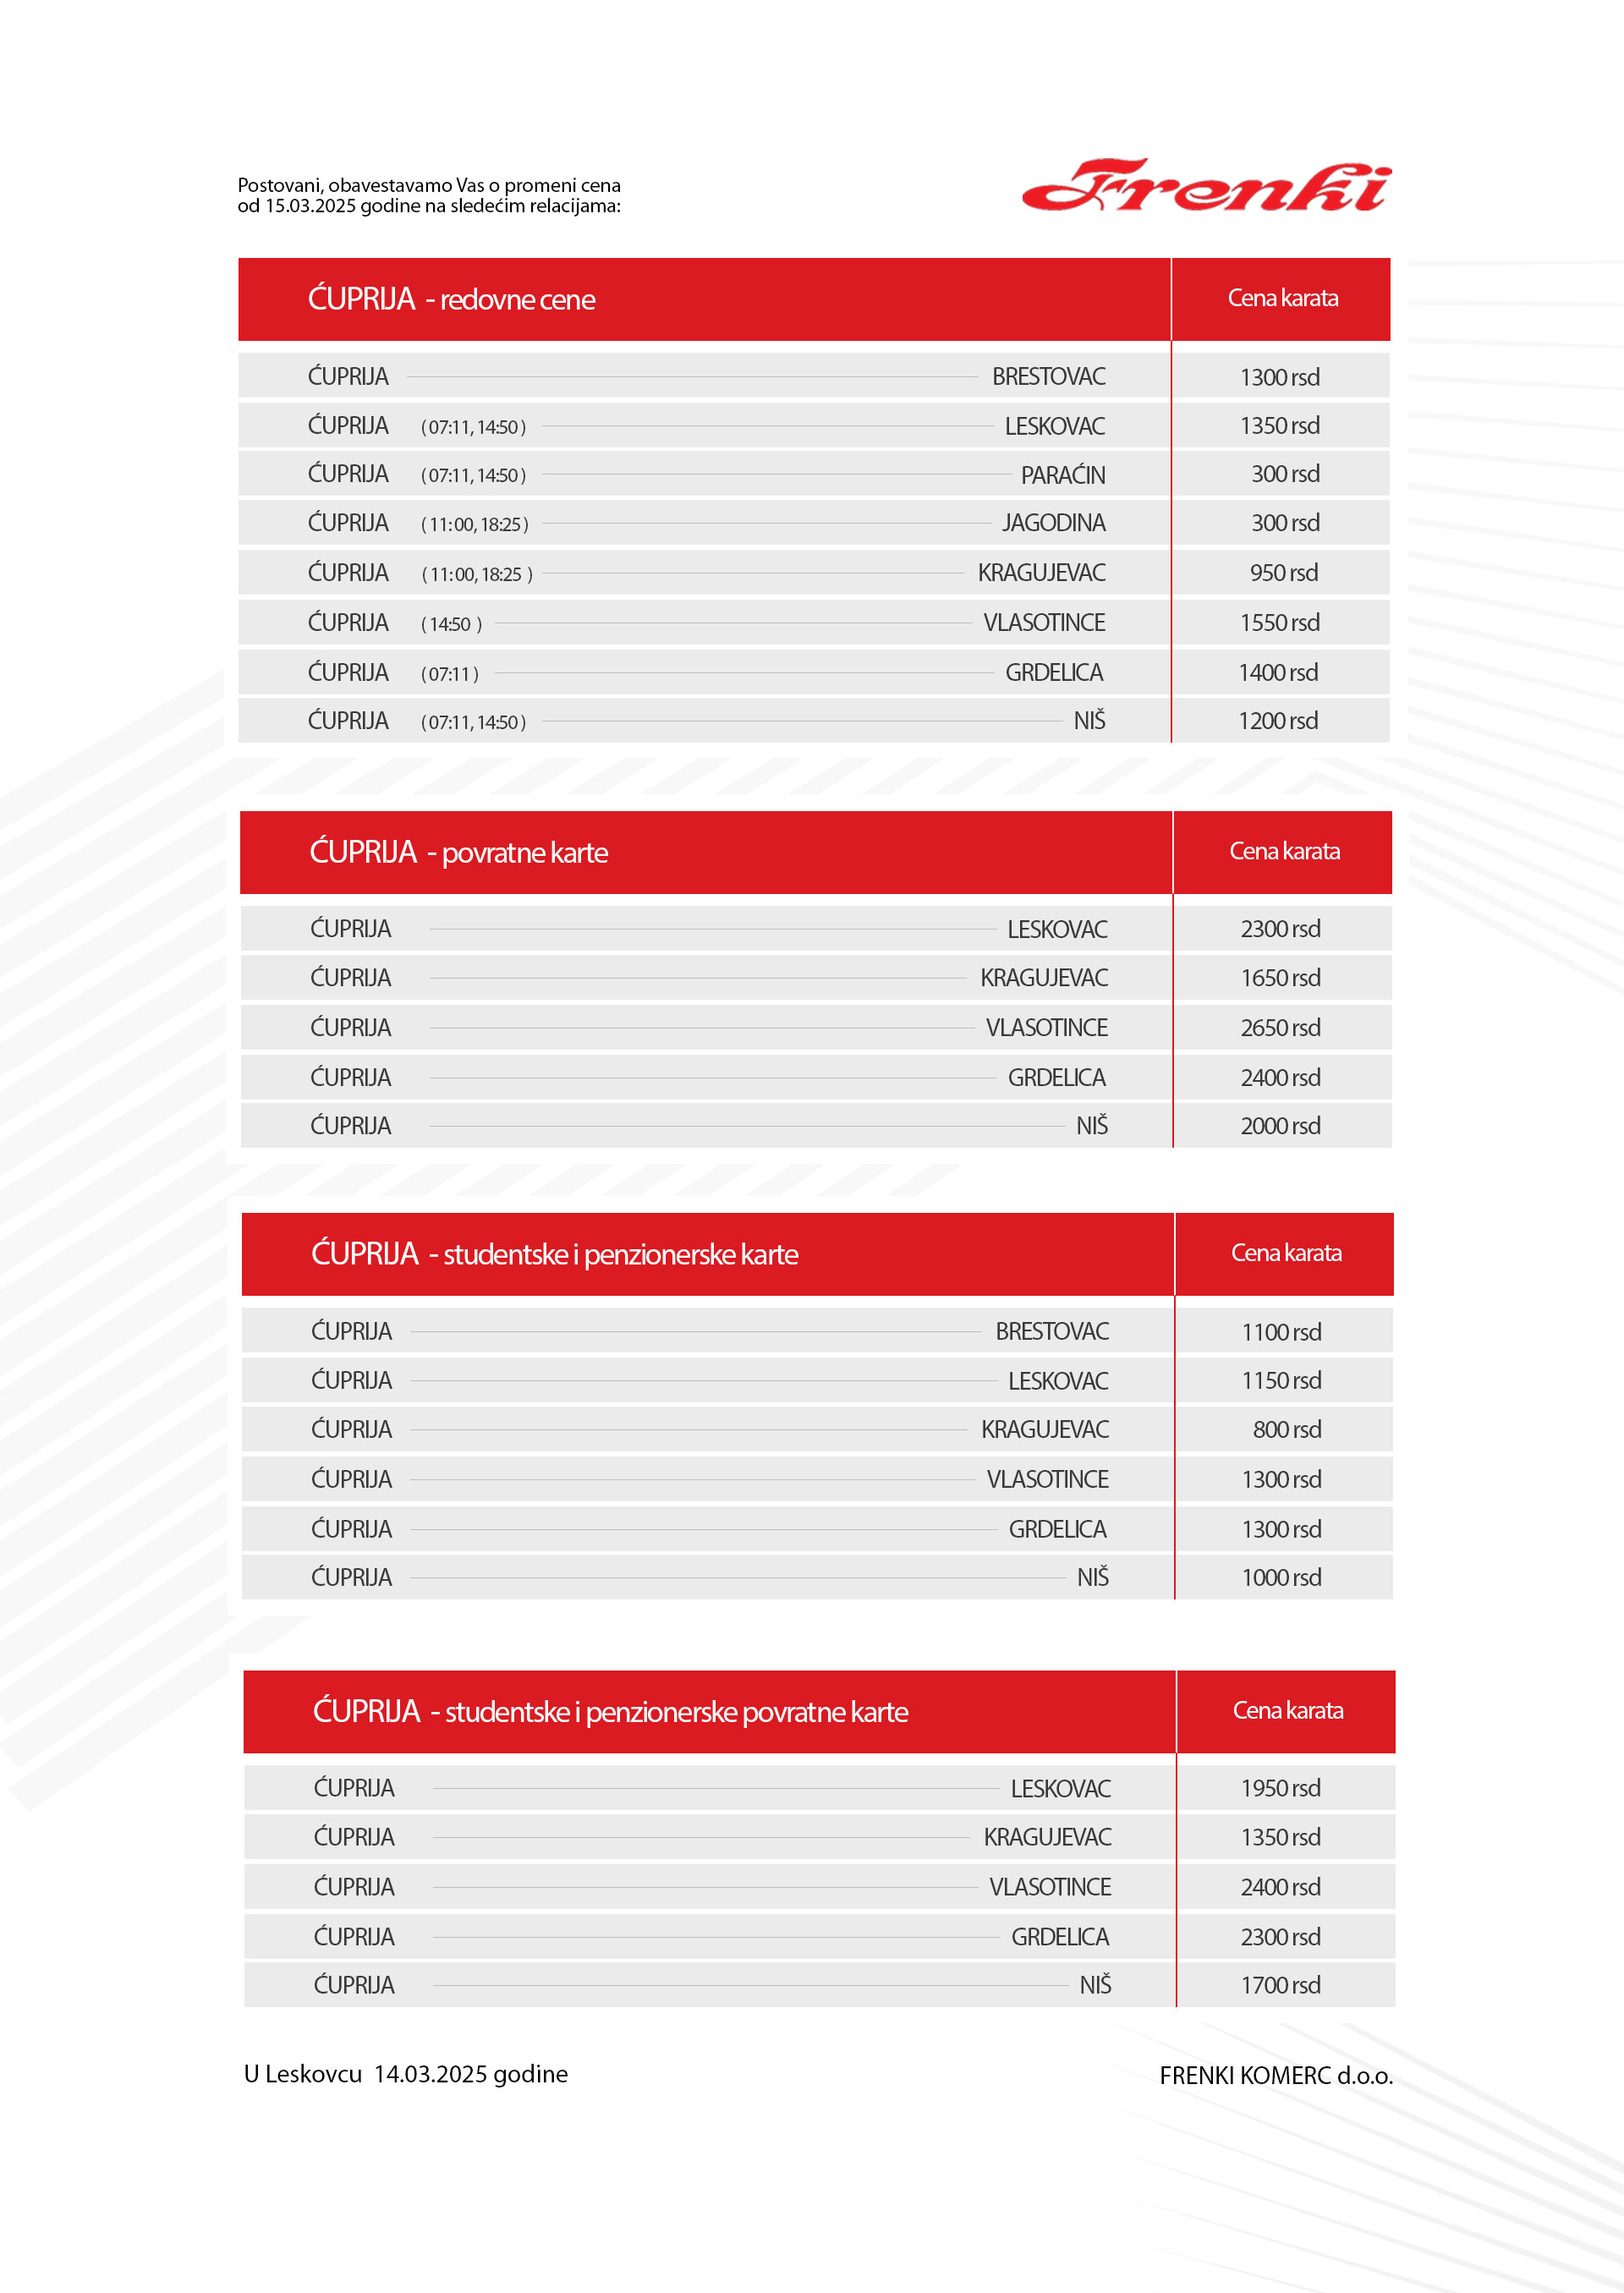 Postovani, obavestavamo Vas o promeni cena
od 15.03.2025 godine na sledećim relacijama:
Frenki
ĆUPRIJA - redovne cene Cena karata
ĆUPRIJA BRESTOVAC 1300 rsd
ĆUPRIJA ( 07:11, 14:50 ) LESKOVAC 1350 rsd
ĆUPRIJA ( 07:11, 14:50 ) PARAĆIN 300 rsd
ĆUPRIJA ( 11:00, 18:25 ) JAGODINA 300 rsd
ĆUPRIJA ( 11:00, 18:25 ) KRAGUJEVAC 950 rsd
ĆUPRIJA ( 14:50 ) VLASOTINCE 1550 rsd
ĆUPRIJA ( 07:11 ) GRDELICA 1400 rsd
ĆUPRIJA ( 07:11, 14:50 ) NIŠ 1200 rsd
ĆUPRIJA - povratne karte Cena karata
ĆUPRIJA LESKOVAC 2300 rsd
ĆUPRIJA KRAGUJEVAC 1650 rsd
ĆUPRIJA VLASOTINCE 2650 rsd
ĆUPRIJA GRDELICA 2400 rsd
ĆUPRIJA NIŠ 2000 rsd
ĆUPRIJA - studentske i penzionerske karte Cena karata
ĆUPRIJA BRESTOVAC 1100 rsd
ĆUPRIJA LESKOVAC 1150 rsd
ĆUPRIJA KRAGUJEVAC 800 rsd
ĆUPRIJA VLASOTINCE 1300 rsd
ĆUPRIJA GRDELICA 1300 rsd
ĆUPRIJA NIŠ 1000 rsd
ĆUPRIJA - studentske i penzionerske povratne karte Cena karata
ĆUPRIJA LESKOVAC 1950 rsd
ĆUPRIJA KRAGUJEVAC 1350 rsd
ĆUPRIJA VLASOTINCE 2400 rsd
ĆUPRIJA GRDELICA 2300 rsd
ĆUPRIJA NIŠ 1700 rsd
U Leskovcu 14.03.2025 godine
FRENKI KOMERC d.o.o.